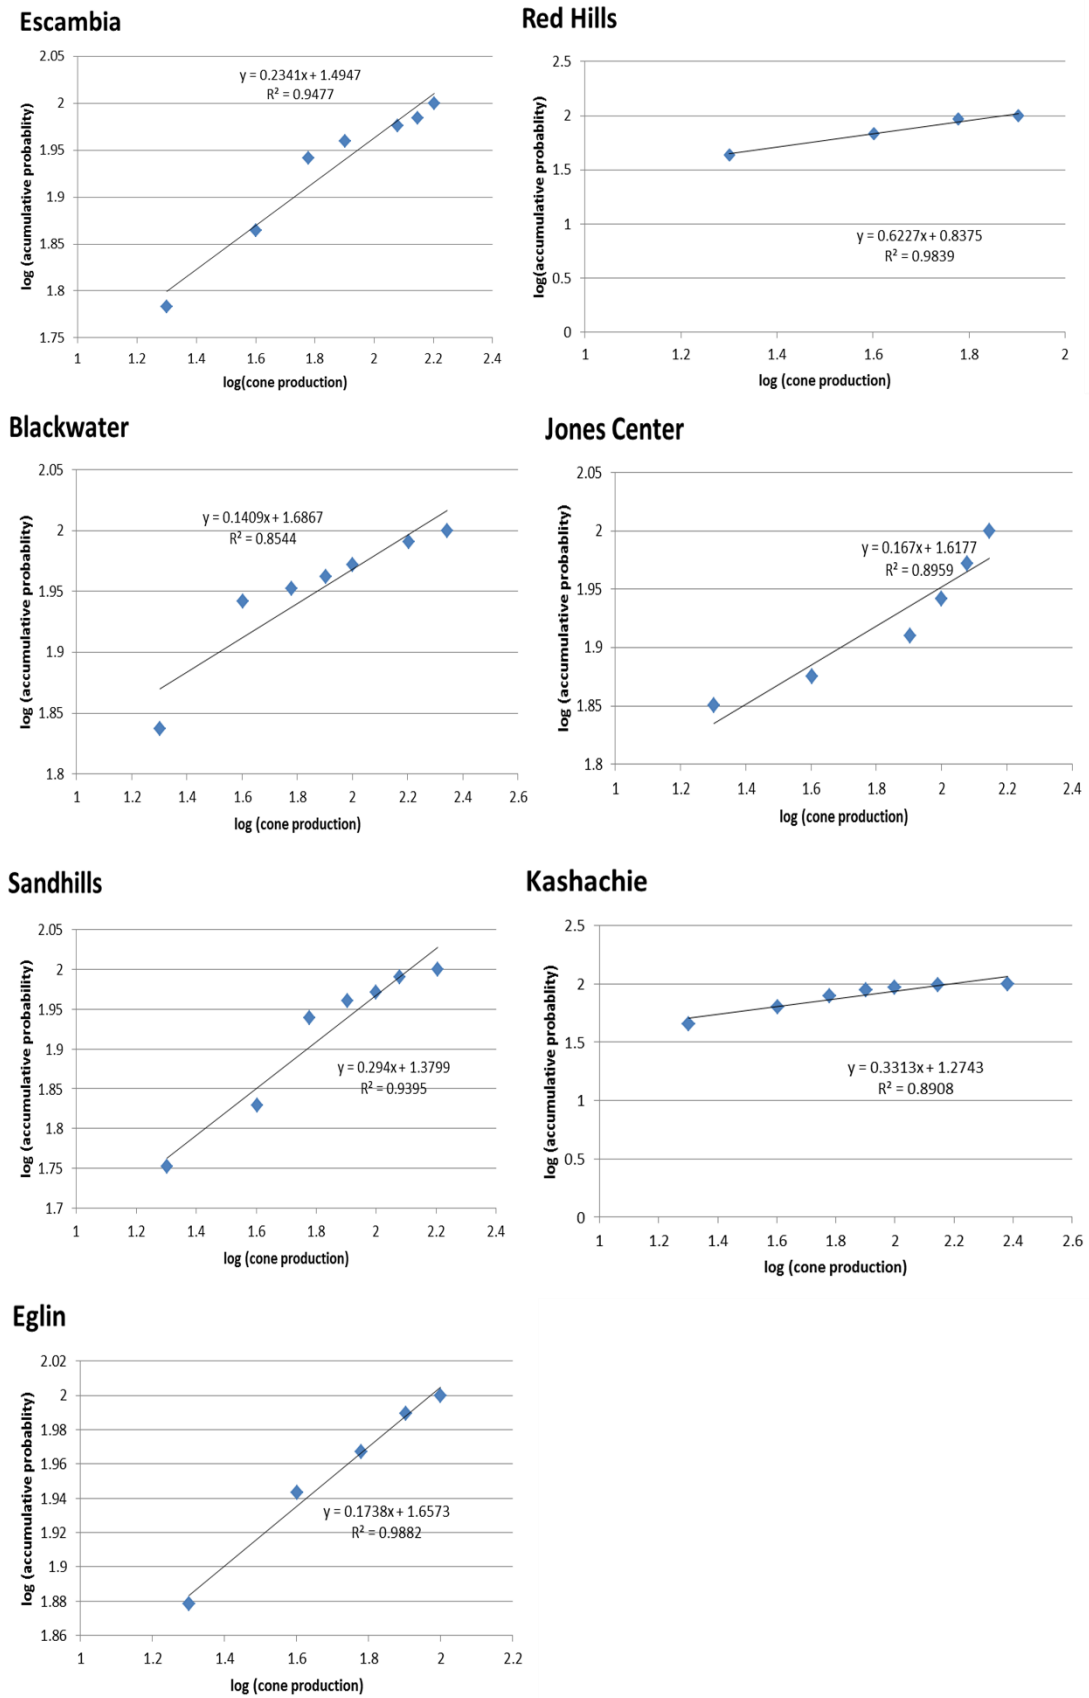 Escambia
log (acumulative probability)
2.05
2
1.95
1.9
1.85
1.8
1.75
y = 0.2341x + 1.4947
R² = 0.9477
1 1.2 1.4 1.6 1.8 2 2.2 2.4
log(cone production)
Red Hills
log(accumulative probablity)
2.5
2
1.5
1
0.5
0
y = 0.6227x + 0.8375
R² = 0.9839
1 1.2 1.4 1.6 1.8 2
log (cone production)
Blackwater
log (accumulative probablity)
2.05
2
1.95
1.9
1.85
1.8
y = 0.1409x + 1.6867
R² = 0.8544
1 1.2 1.4 1.6 1.8 2 2.2 2.4 2.6
log (cone production)
Jones Center
log (accumulative probablity)
2.05
2
1.95
1.9
1.85
1.8
y = 0.167x + 1.6177
R² = 0.8959
1 1.2 1.4 1.6 1.8 2 2.2 2.4
log (cone production)
Sandhills
log (accumulative probability)
2.05
2
1.95
1.9
1.85
1.8
1.75
1.7
y = 0.294x + 1.3799
R² = 0.9395
1 1.2 1.4 1.6 1.8 2 2.2 2.4
log (cone production)
Kashachie
log (accumulative probablity)
2.5
2
1.5
1
0.5
0
y = 0.3313x + 1.2743
R² = 0.8908
1 1.2 1.4 1.6 1.8 2 2.2 2.4 2.6
log (cone production)
Eglin
log (accumulative probablity)
2.02
2
1.98
1.96
1.94
1.92
1.9
1.88
1.86
y = 0.1738x + 1.6573
R² = 0.9882
1 1.2 1.4 1.6 1.8 2 2.2
log (cone production)